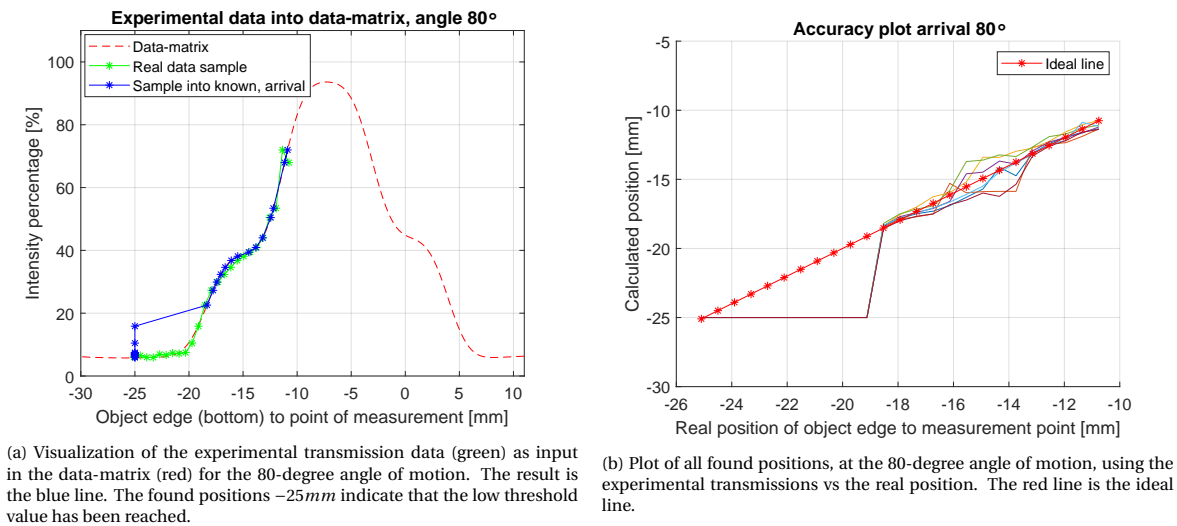 Experimental data into data-matrix, angle 80°
Data-matrix
Real data sample
Sample into known, arrival
100
80
60
40
20
0
Intensity percentage [%]
-30 -25 -20 -15 -10 -5 0 5 10
Object edge (bottom) to point of measurement [mm]
(a) Visualization of the experimental transmission data (green) as input
in the data-matrix (red) for the 80-degree angle of motion. The result is
the blue line. The found positions −25mm indicate that the low threshold
value has been reached.
Accuracy plot arrival 80°
Ideal line
-5
-10
-15
-20
-25
-30
Calculated position [mm]
-26 -24 -22 -20 -18 -16 -14 -12 -10
Real position of object edge to measurement point [mm]
(b) Plot of all found positions, at the 80-degree angle of motion, using the
experimental transmissions vs the real position. The red line is the ideal
line.